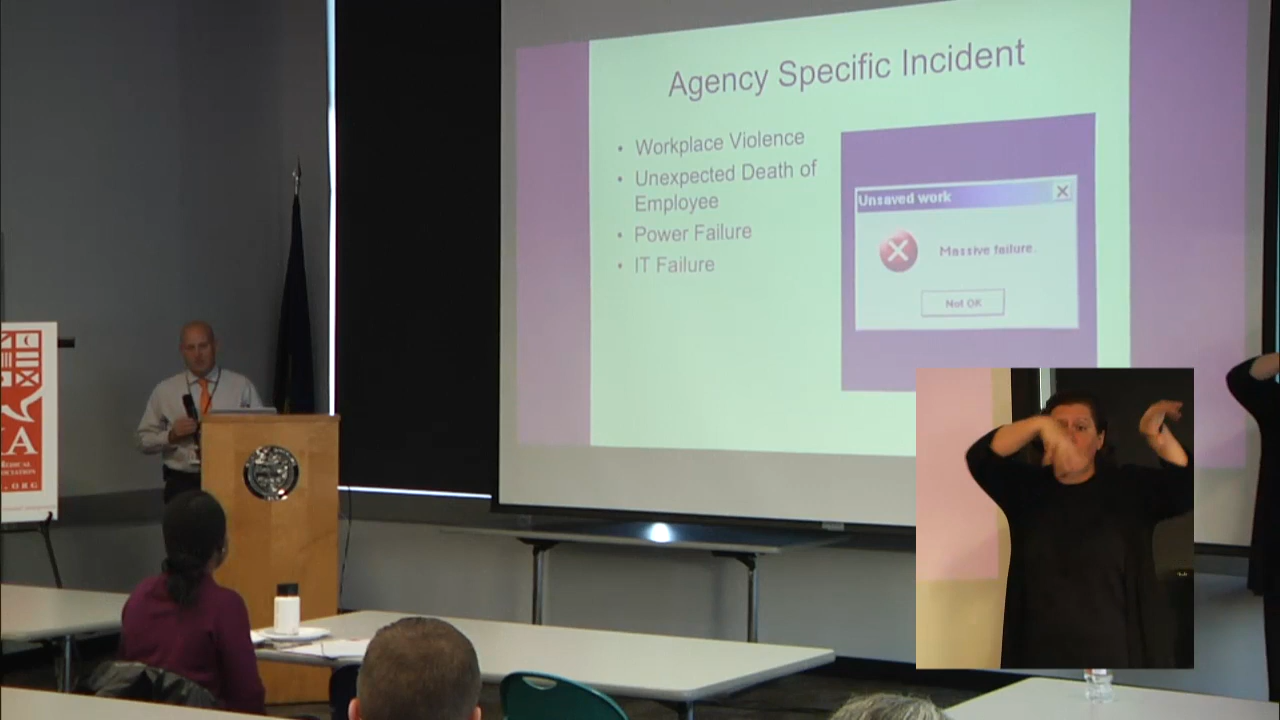 Agency Specific Incident
• Workplace Violence
• Unexpected Death of
Employee
• Power Failure
• IT Failure
Unsaved work
Massive failure.
Not OK
A
.ORG